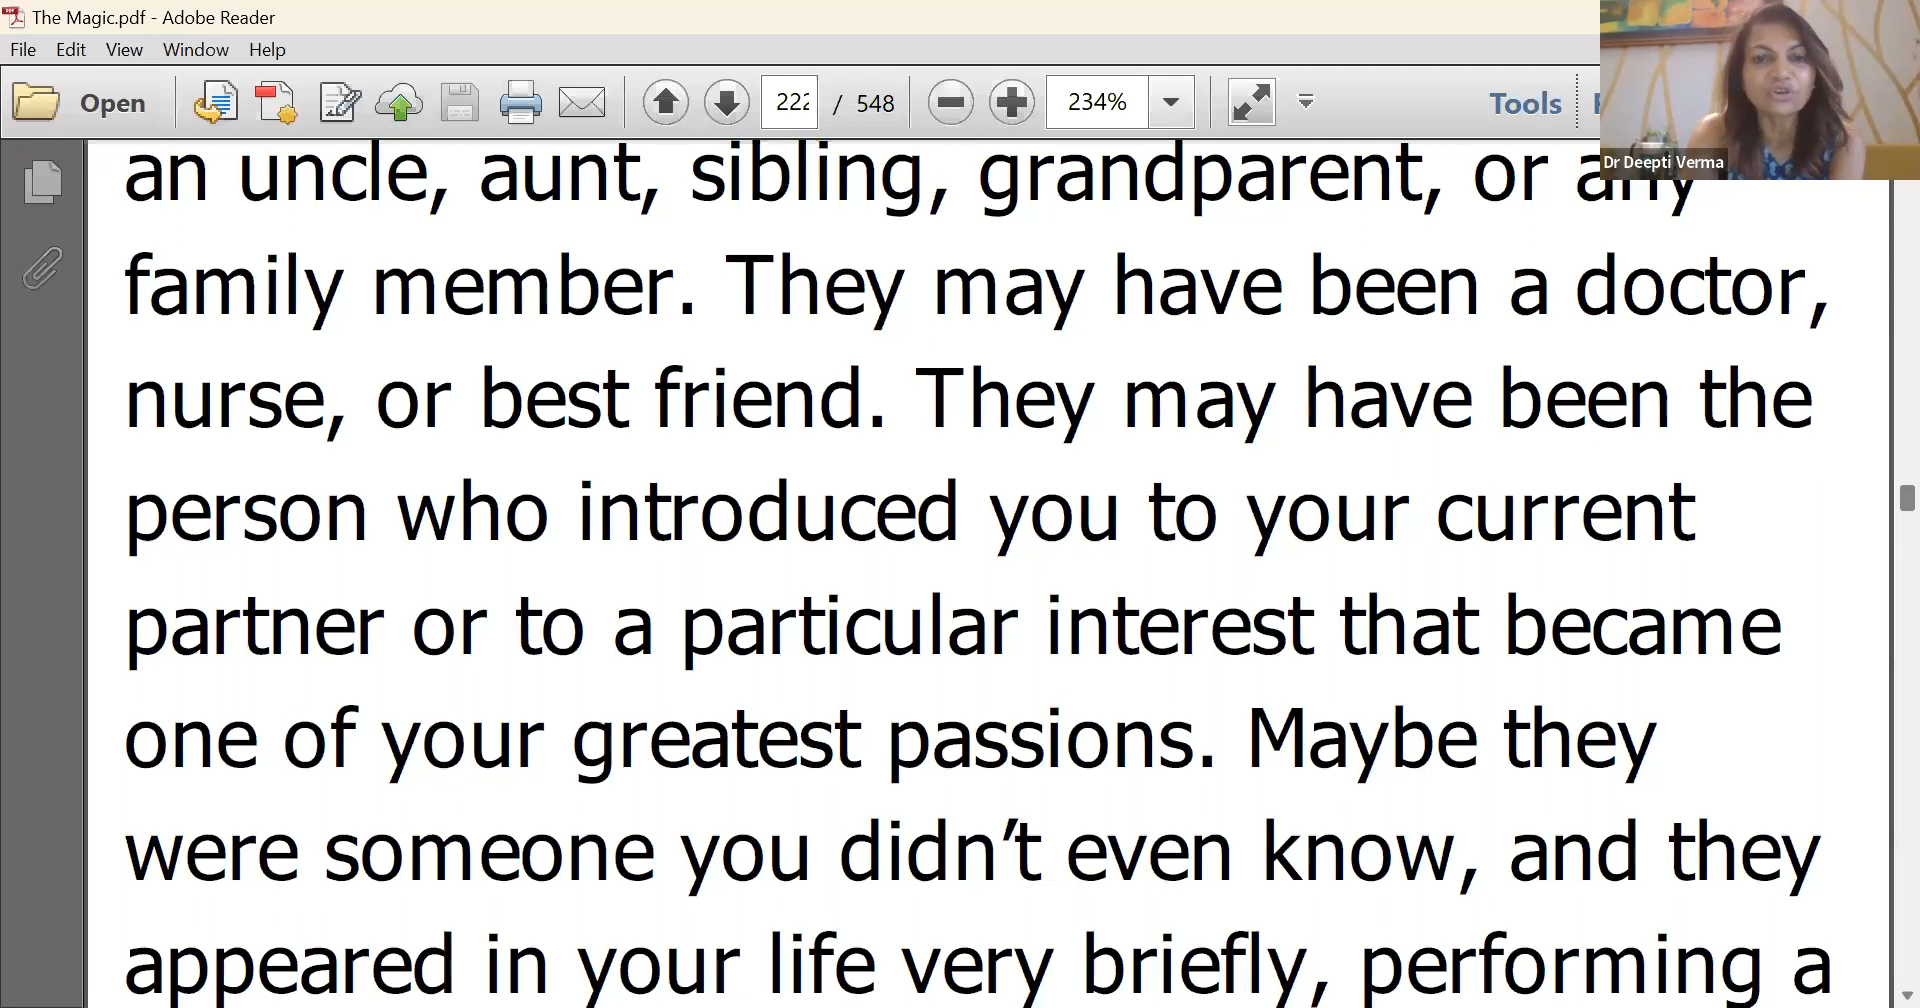 The Magic.pdf - Adobe Reader
File Edit View Window Help
Open 222 / 548 234% Tools
Dr Deepti Verma
an uncle, aunt, sibling, grandparent, or any
family member. They may have been a doctor,
nurse, or best friend. They may have been the
person who introduced you to your current
partner or to a particular interest that became
one of your greatest passions. Maybe they
were someone you didn’t even know, and they
appeared in your life very briefly, performing a